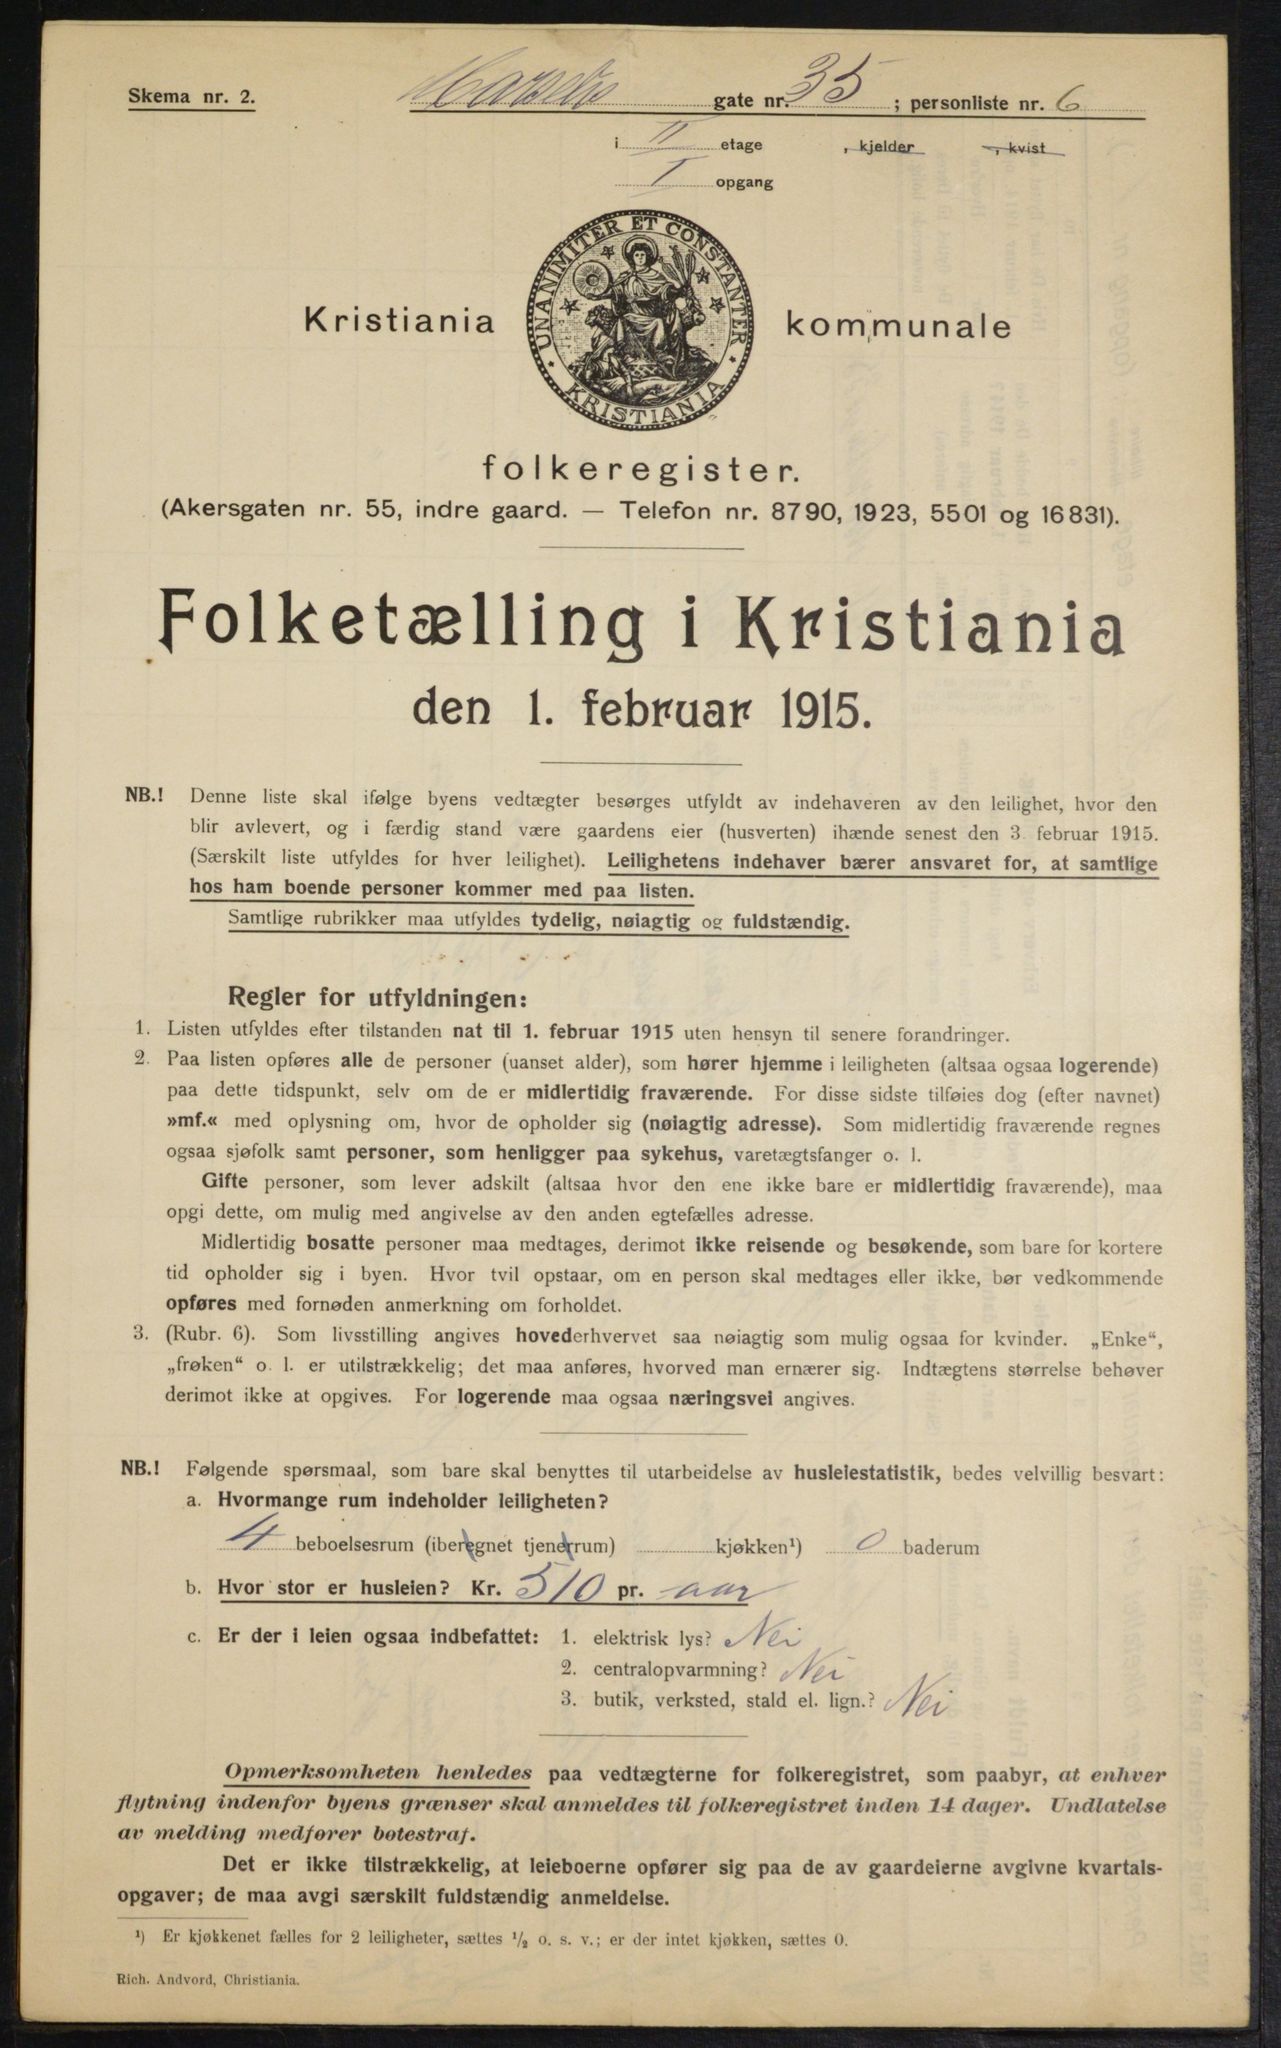 Skema nr. 2. gate nr. 35 ; personliste nr. 6
i II etage , kjelder , kvist
I opgang
UNANIMITER ET CONSTANTER
KRISTIANIA
Kristiania kommunale
folkeregister.
(Akersgaten nr. 55, indre gaard. — Telefon nr. 8790, 1923, 5501 og 16831).
Folketælling i Kristiania
den 1. februar 1915.
NB.! Denne liste skal ifølge byens vedtægter besørges utfyldt av indehaveren av den leilighet, hvor den
blir avlevert, og i færdig stand være gaardens eier (husverten) ihænde senest den 3. februar 1915.
(Særskilt liste utfyldes for hver leilighet). Leilighetens indehaver bærer ansvaret for, at samtlige
hos ham boende personer kommer med paa listen.
Samtlige rubrikker maa utfyldes tydelig, nøiagtig og fuldstændig.
Regler for utfyldningen:
1. Listen utfyldes efter tilstanden nat til 1. februar 1915 uten hensyn til senere forandringer.
2. Paa listen opføres alle de personer (uanset alder), som hører hjemme i leiligheten (altsaa ogsaa logerende)
paa dette tidspunkt, selv om de er midlertidig fraværende. For disse sidste tilføies dog (efter navnet)
»mf.« med oplysning om, hvor de opholder sig (nøiagtig adresse). Som midlertidig fraværende regnes
ogsaa sjøfolk samt personer, som henligger paa sykehus, varetægtsfanger o. l.
Gifte personer, som lever adskilt (altsaa hvor den ene ikke bare er midlertidig fraværende), maa
opgi dette, om mulig med angivelse av den anden egtefælles adresse.
Midlertidig bosatte personer maa medtages, derimot ikke reisende og besøkende, som bare for kortere
tid opholder sig i byen. Hvor tvil opstaar, om en person skal medtages eller ikke, bør vedkommende
opføres med fornøden anmerkning om forholdet.
3. (Rubr. 6). Som livsstilling angives hovederhvervet saa nøiagtig som mulig ogsaa for kvinder. „Enke“,
„frøken“ o. l. er utilstrækkelig; det maa anføres, hvorved man ernærer sig. Indtægtens størrelse behøver
derimot ikke at opgives. For logerende maa ogsaa næringsvei angives.
NB.! Følgende spørsmaal, som bare skal benyttes til utarbeidelse av husleiestatistik, bedes velvillig besvart:
a. Hvormange rum indeholder leiligheten?
4 beboelsesrum (iberegnet tjenerrum) kjøkken¹) 0 baderum
b. Hvor stor er husleien? Kr. 510 pr. aar
c. Er der i leien ogsaa indbefattet: 1. elektrisk lys? Nei
2. centralopvarmning? Nei
3. butik, verksted, stald el. lign.? Nei
Opmerksomheten henledes paa vedtægterne for folkeregistret, som paabyr, at enhver
flytning indenfor byens grænser skal anmeldes til folkeregistret inden 14 dager. Undlatelse
av melding medfører botestraf.
Det er ikke tilstrækkelig, at leieboerne opfører sig paa de av gaardeierne avgivne kvartals-
opgaver; de maa avgi særskilt fuldstændig anmeldelse.
¹) Er kjøkkenet fælles for 2 leiligheter, sættes ½ o. s. v.; er der intet kjøkken, sættes 0.
Rich. Andvord, Christiania.